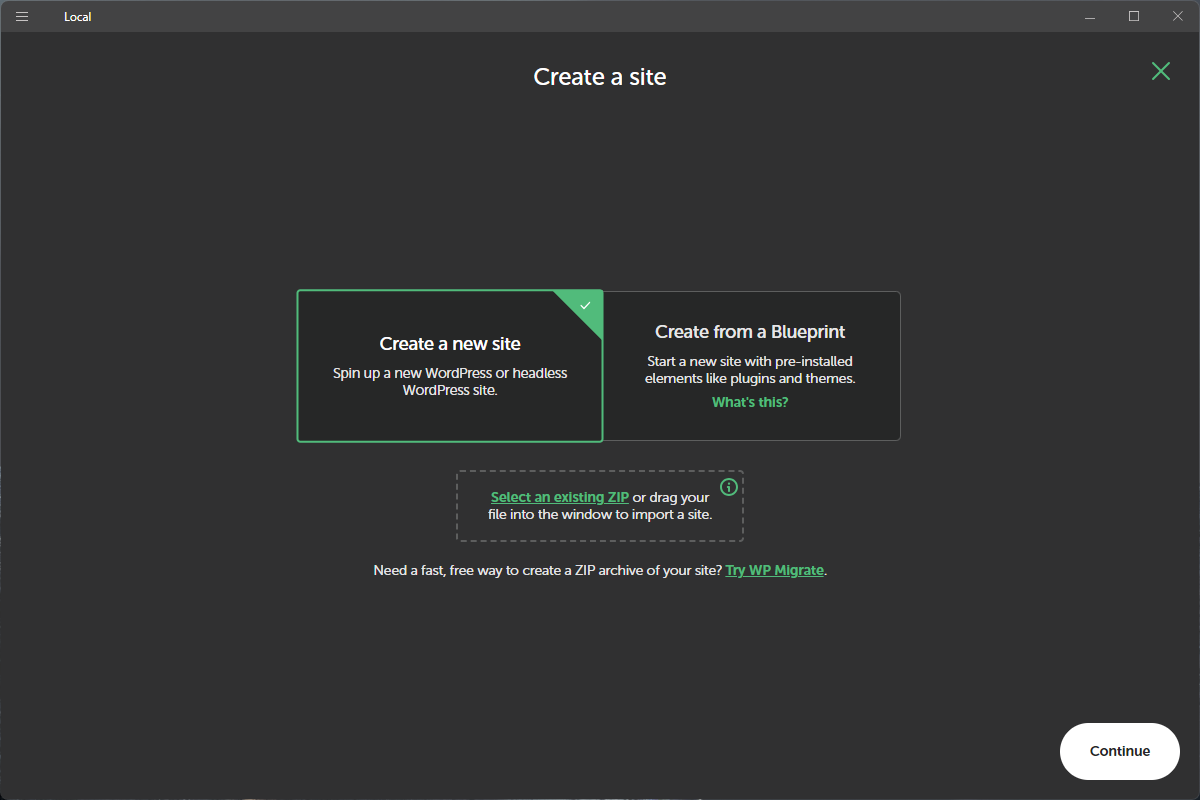 Local
Create a site
Create a new site
Spin up a new WordPress or headless
WordPress site.
Create from a Blueprint
Start a new site with pre-installed
elements like plugins and themes.
What's this?
Select an existing ZIP or drag your
file into the window to import a site.
Need a fast, free way to create a ZIP archive of your site? Try WP Migrate.
Continue